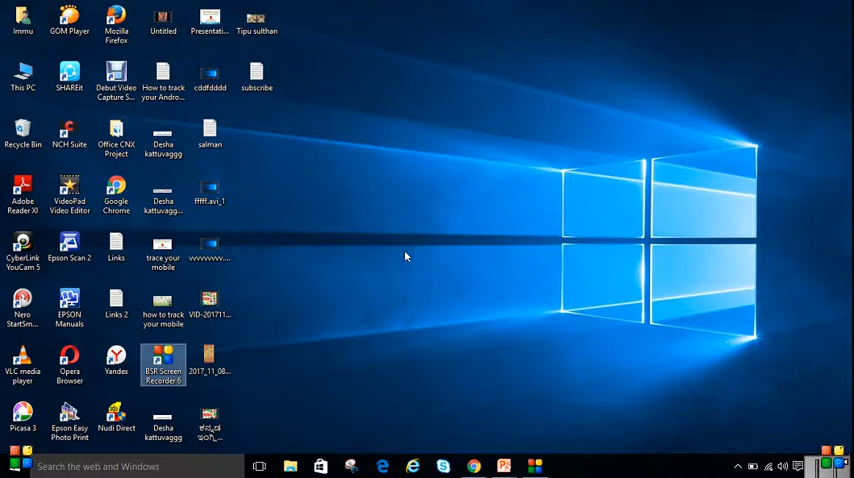 Immu
GOM Player
Mozilla
Firefox
Untitled
Presentati...
Tipu sulthan
This PC
SHAREit
Debut Video
Capture S...
How to track
your Andro...
cddfdddd
subscribe
Recycle Bin
NCH Suite
Office CNX
Project
Desha
kattuvaggg
salman
Adobe
Reader XI
VideoPad
Video Editor
Google
Chrome
Desha
kattuvagg...
fffff.avi_1
CyberLink
YouCam 5
Epson Scan 2
Links
trace your
mobile
vvvvvvvv....
Nero
StartSm...
EPSON
Manuals
Links 2
how to track
your mobile
VID-201711...
VLC media
player
Opera
Browser
Yandex
BSR Screen
Recorder 6
2017_11_08...
Picasa 3
Epson Easy
Photo Print
Nudi Direct
Desha
kattuvaggg
ಕನ್ನಡ
ಇಂಗ್ಲಿ...
Search the web and Windows